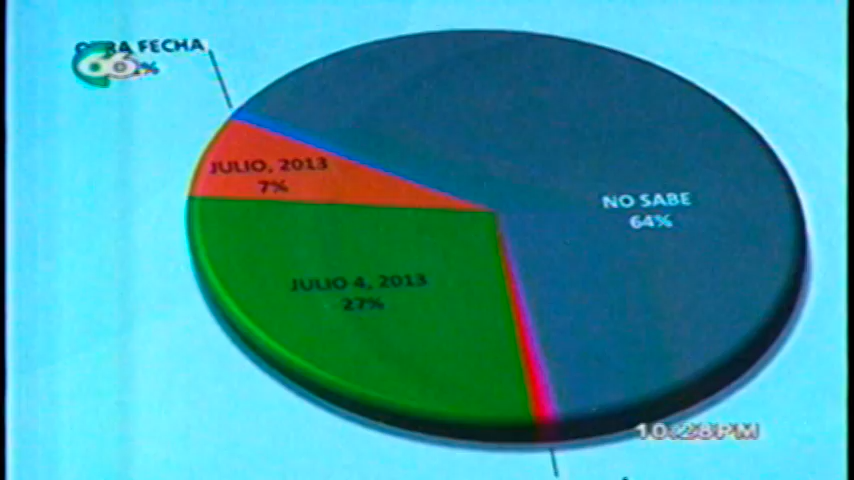 FECHA
JULIO, 2013
7%
NO SABE
64%
JULIO 4, 2013
27%
10:28PM